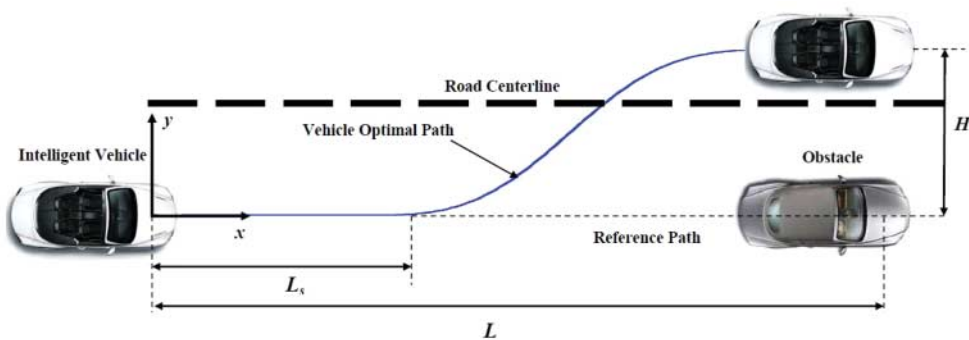 Road Centerline
y
Vehicle Optimal Path
H
Intelligent Vehicle
Obstacle
x
Reference Path
Ls
L